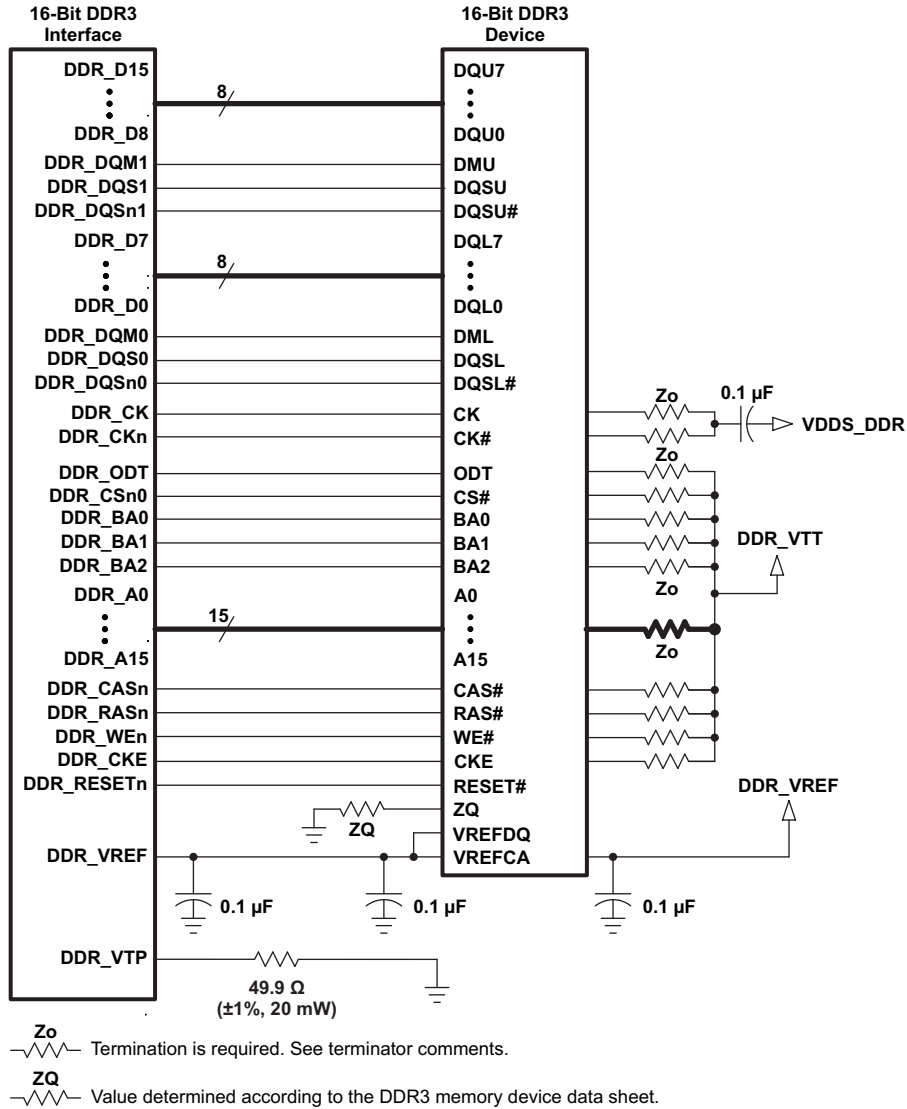 16-Bit DDR3
Interface
16-Bit DDR3
Device
DDR_D15
8
DQU7
DDR_D8
DQU0
DDR_DQM1
DMU
DDR_DQS1
DQSU
DDR_DQSn1
DQSU#
DDR_D7
DQL7
8
DDR_D0
DQL0
DDR_DQM0
DML
DDR_DQS0
DQSL
DDR_DQSn0
DQSL#
Zo
0.1 µF
DDR_CK
CK
VDDS_DDR
DDR_CKn
CK#
Zo
DDR_ODT
ODT
DDR_CSn0
CS#
DDR_BA0
BA0
DDR_BA1
BA1
DDR_VTT
DDR_BA2
BA2
Zo
DDR_A0
A0
15
Zo
DDR_A15
A15
DDR_CASn
CAS#
DDR_RASn
RAS#
DDR_WEn
WE#
DDR_CKE
CKE
DDR_RESETn
RESET#
DDR_VREF
ZQ
ZQ
VREFDQ
DDR_VREF
VREFCA
0.1 µF
0.1 µF
0.1 µF
DDR_VTP
49.9 Ω
(±1%, 20 mW)
Zo
Termination is required. See terminator comments.
ZQ
Value determined according to the DDR3 memory device data sheet.